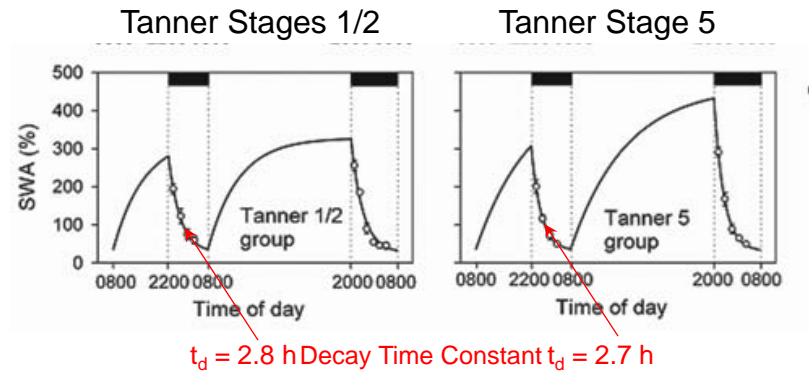 Tanner Stages 1/2
Tanner Stage 5
500
400
300
200
100
0
SWA (%)
Tanner 1/2
group
0800
2200
0800
2000
0800
Time of day
Tanner 5
group
0800
2200
0800
2000
0800
Time of day
t_d = 2.8 h Decay Time Constant t_d = 2.7 h